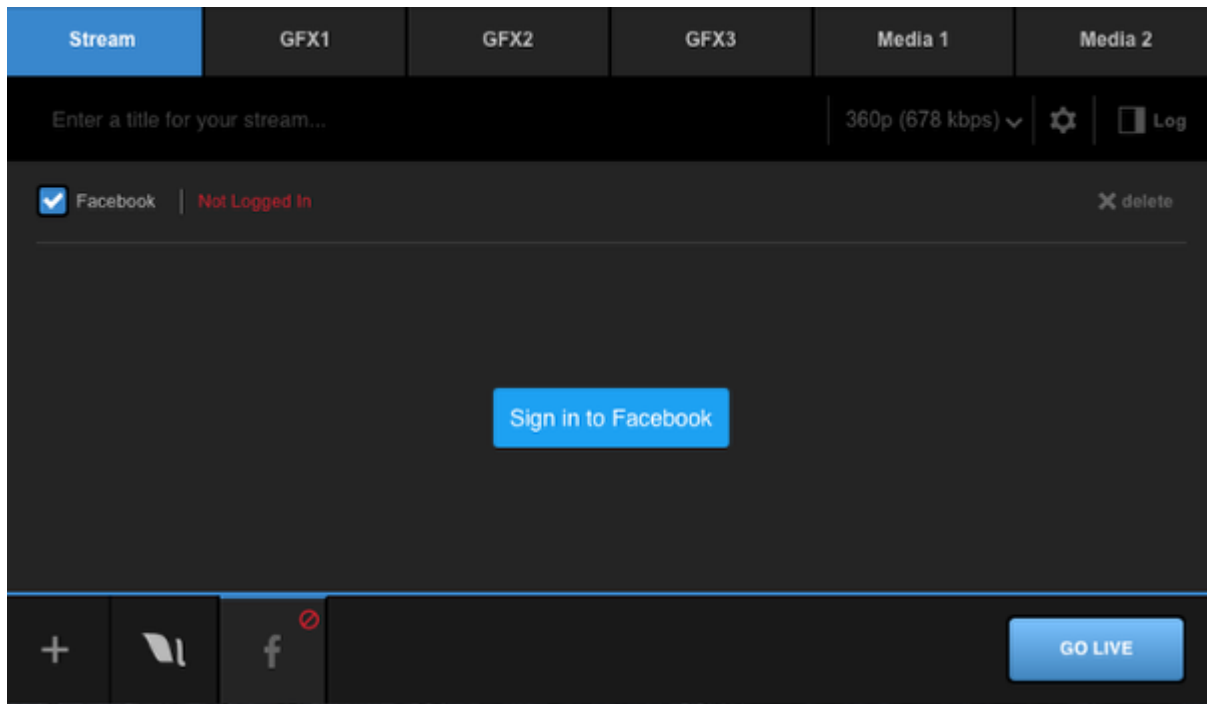 Stream GFX1 GFX2 GFX3 Media 1 Media 2
Enter a title for your stream... 360p (678 kbps) Log
Facebook Not Logged In delete
Sign in to Facebook
GO LIVE